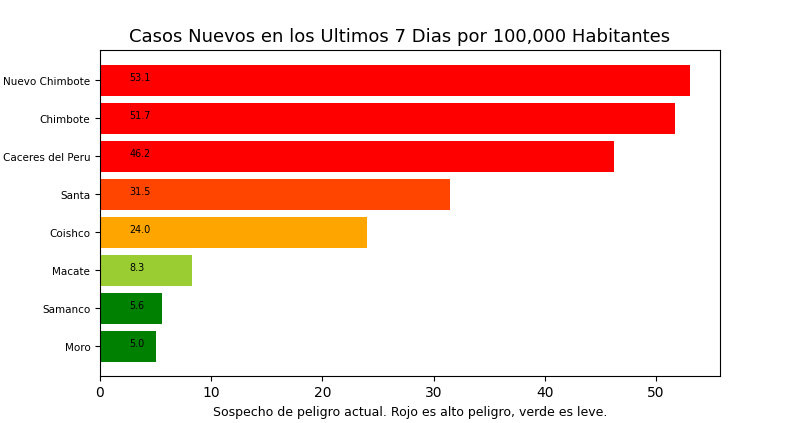 Casos Nuevos en los Ultimos 7 Dias por 100,000 Habitantes
Nuevo Chimbote 53.1
Chimbote 51.7
Caceres del Peru 46.2
Santa 31.5
Coishco 24.0
Macate 8.3
Samanco 5.6
Moro 5.0
0 10 20 30 40 50
Sospecho de peligro actual. Rojo es alto peligro, verde es leve.